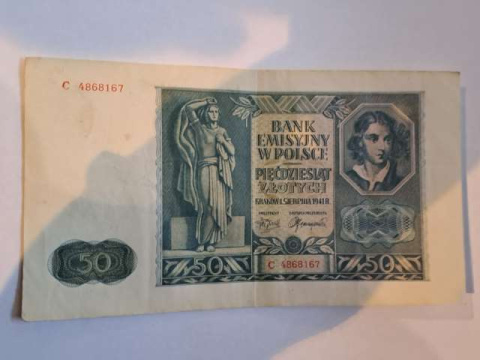 C 4868167
BANK
EMISYJNY
W POLSCE
PIĘĆDZIESIĄT
ZŁOTYCH
KRAKÓW 1. SIERPNIA 1941 R.
C 4868167
50
50
50